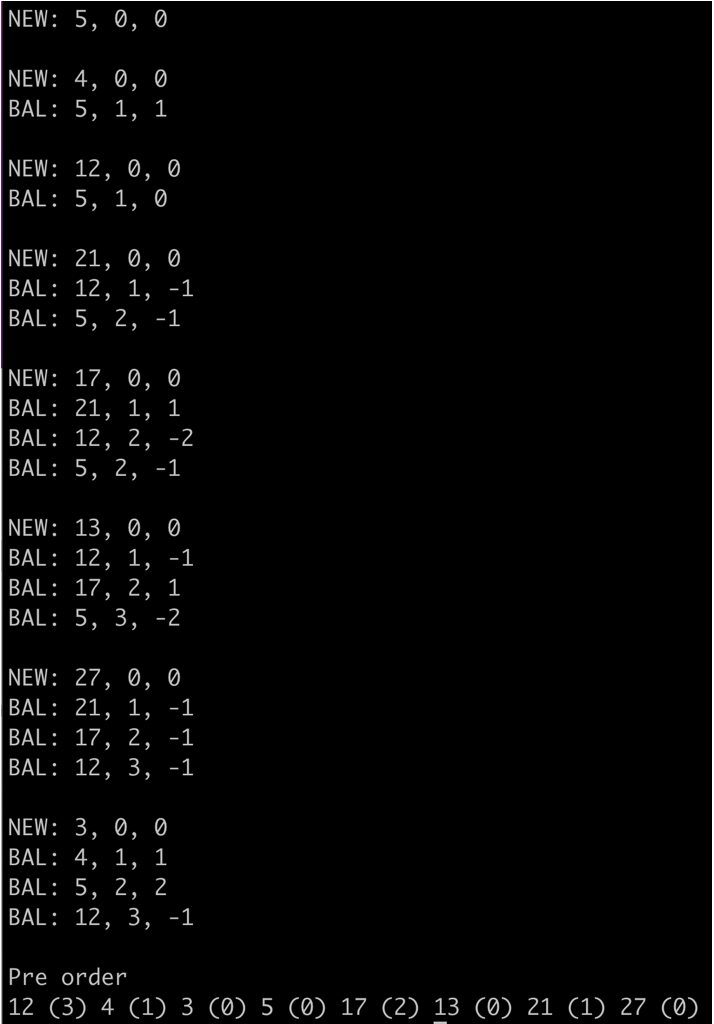 NEW: 5, 0, 0
NEW: 4, 0, 0
BAL: 5, 1, 1
NEW: 12, 0, 0
BAL: 5, 1, 0
NEW: 21, 0, 0
BAL: 12, 1, -1
BAL: 5, 2, -1
NEW: 17, 0, 0
BAL: 21, 1, 1
BAL: 12, 2, -2
BAL: 5, 2, -1
NEW: 13, 0, 0
BAL: 12, 1, -1
BAL: 17, 2, 1
BAL: 5, 3, -2
NEW: 27, 0, 0
BAL: 21, 1, -1
BAL: 17, 2, -1
BAL: 12, 3, -1
NEW: 3, 0, 0
BAL: 4, 1, 1
BAL: 5, 2, 2
BAL: 12, 3, -1
Pre order
12 (3) 4 (1) 3 (0) 5 (0) 17 (2) 13 (0) 21 (1) 27 (0)